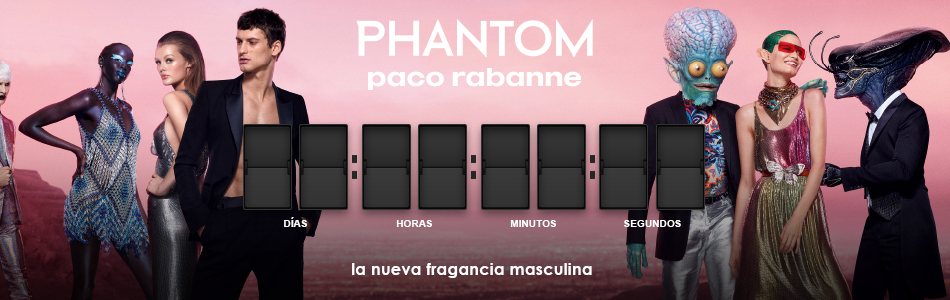 PHANTOM
paco rabanne
DÍAS HORAS MINUTOS SEGUNDOS
la nueva fragancia masculina